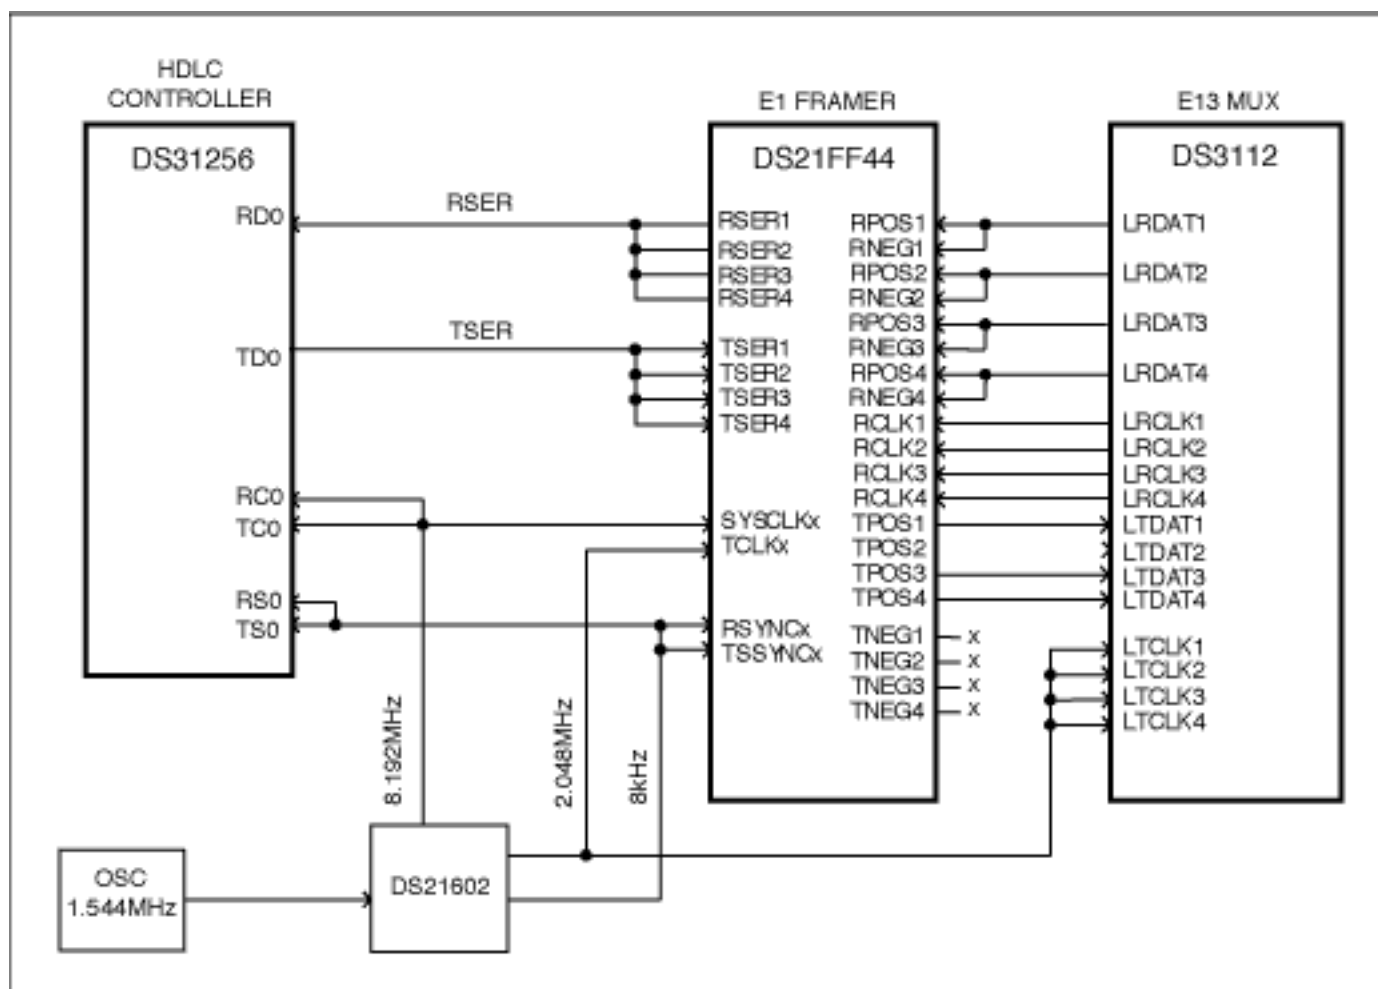 HDLC
CONTROLLER
DS31256
RD0
TD0
RC0
TC0
RS0
TS0
RSER
TSER
E1 FRAMER
DS21FF44
RSER1
RSER2
RSER3
RSER4
TSER1
TSER2
TSER3
TSER4
SYSCLKx
TCLKx
RSYNCx
TSSYNCx
RPOS1
RNEG1
RPOS2
RNEG2
RPOS3
RNEG3
RPOS4
RNEG4
RCLK1
RCLK2
RCLK3
RCLK4
TPOS1
TPOS2
TPOS3
TPOS4
TNEG1 x
TNEG2 x
TNEG3 x
TNEG4 x
E13 MUX
DS3112
LRDAT1
LRDAT2
LRDAT3
LRDAT4
LRCLK1
LRCLK2
LRCLK3
LRCLK4
LTDAT1
LTDAT2
LTDAT3
LTDAT4
LTCLK1
LTCLK2
LTCLK3
LTCLK4
8.192MHz
2.048MHz
8kHz
OSC
1.544MHz
DS21602